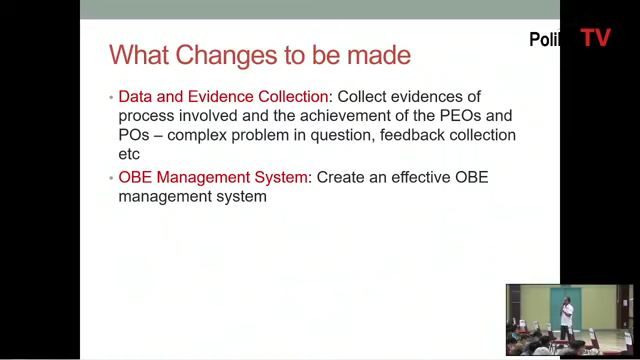 Polik TV
What Changes to be made
• Data and Evidence Collection: Collect evidences of
process involved and the achievement of the PEOs and
POs – complex problem in question, feedback collection
etc
• OBE Management System: Create an effective OBE
management system